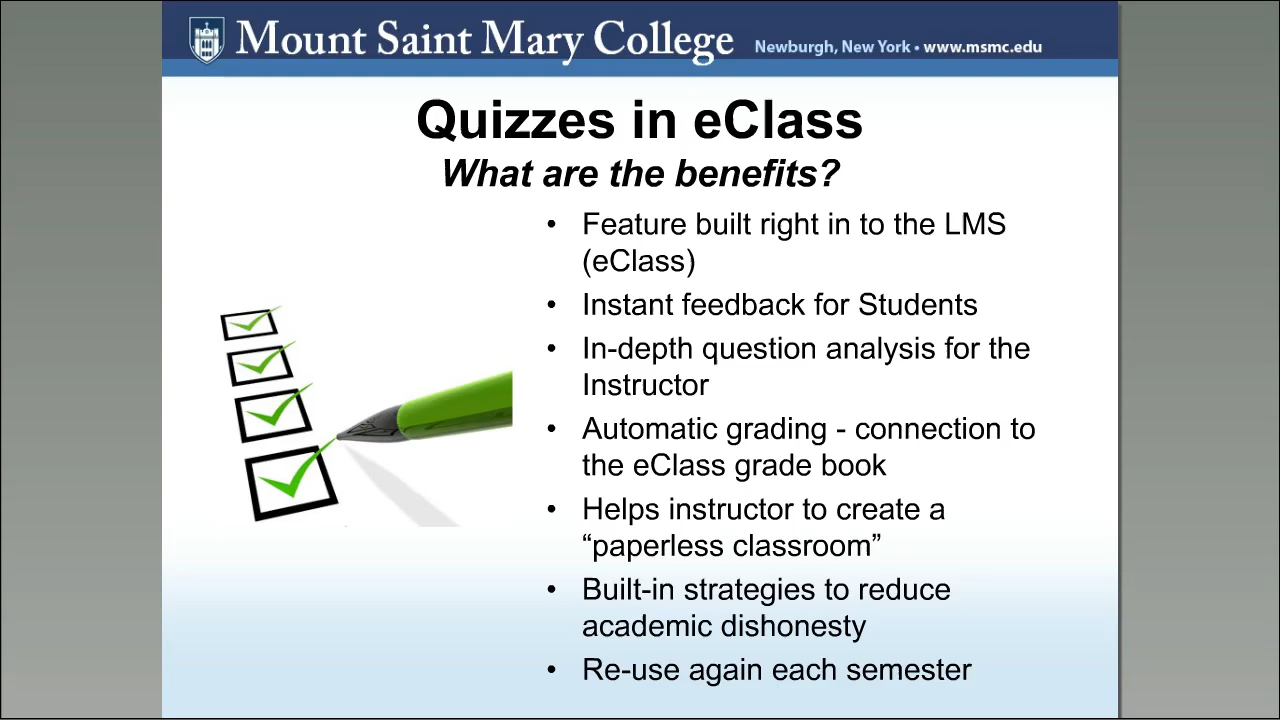 Mount Saint Mary College Newburgh, New York • www.msmc.edu
Quizzes in eClass
What are the benefits?
• Feature built right in to the LMS
(eClass)
• Instant feedback for Students
• In-depth question analysis for the
Instructor
• Automatic grading - connection to
the eClass grade book
• Helps instructor to create a
“paperless classroom”
• Built-in strategies to reduce
academic dishonesty
• Re-use again each semester